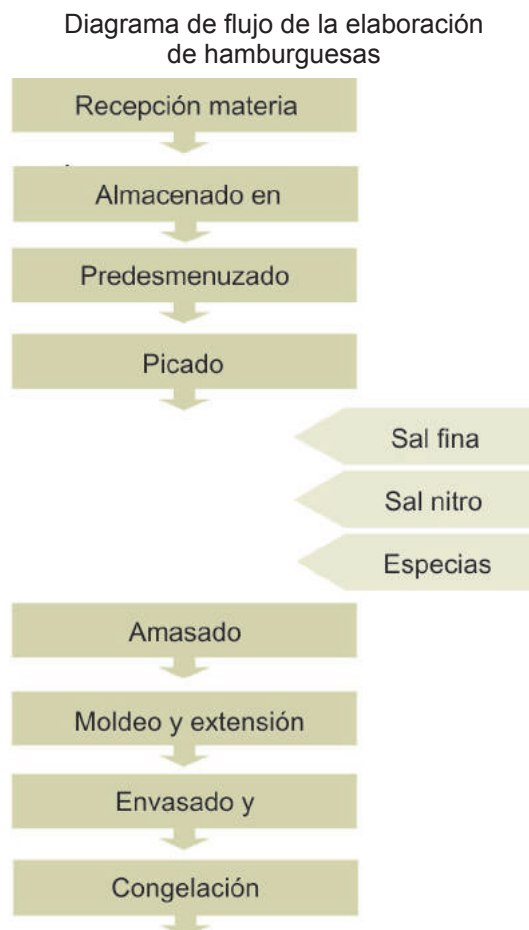 Diagrama de flujo de la elaboración
de hamburguesas
Recepción materia
Almacenado en
Predesmenuzado
Picado
Sal fina
Sal nitro
Especias
Amasado
Moldeo y extensión
Envasado y
Congelación